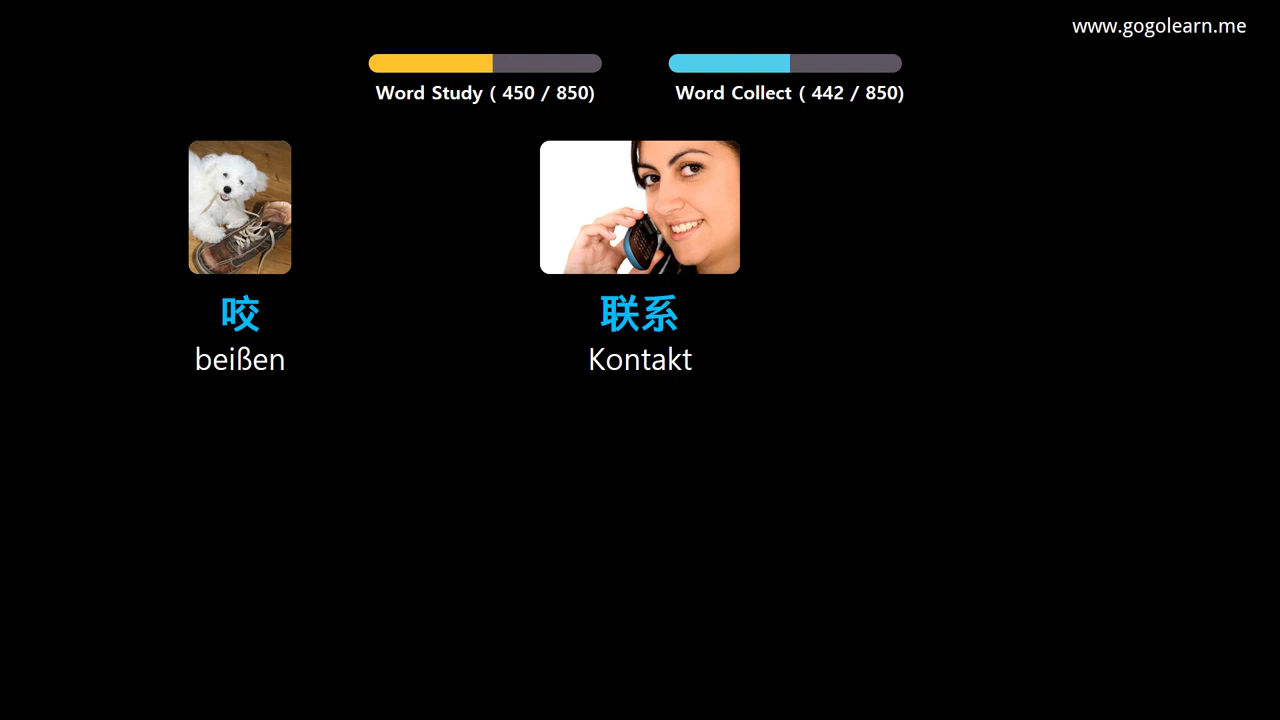 www.gogolearn.me
Word Study ( 450 / 850)
Word Collect ( 442 / 850)
咬
beißen
联系
Kontakt